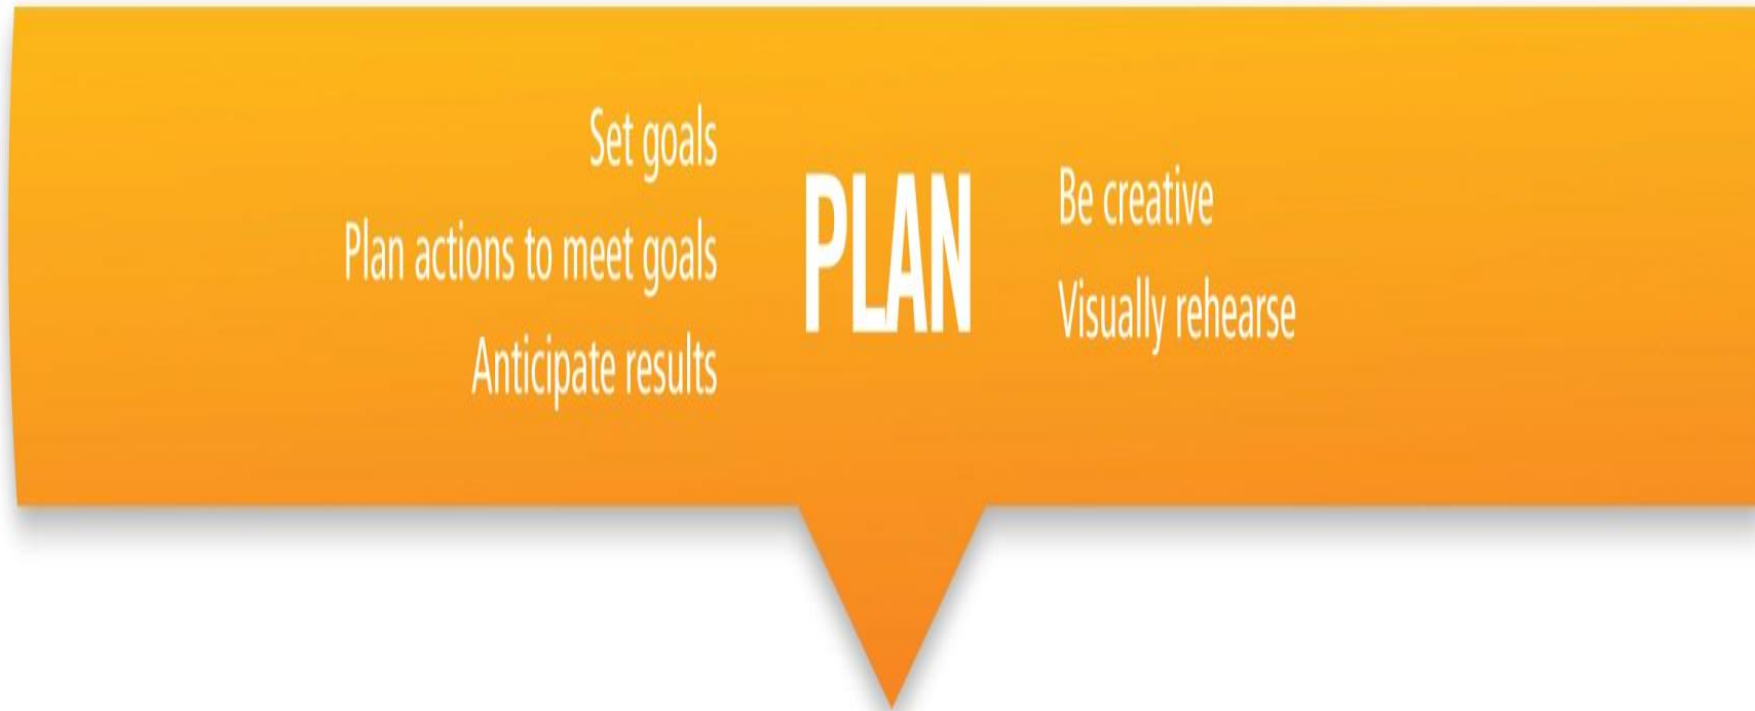 Set goals
Plan actions to meet goals
Anticipate results
PLAN
Be creative
Visually rehearse